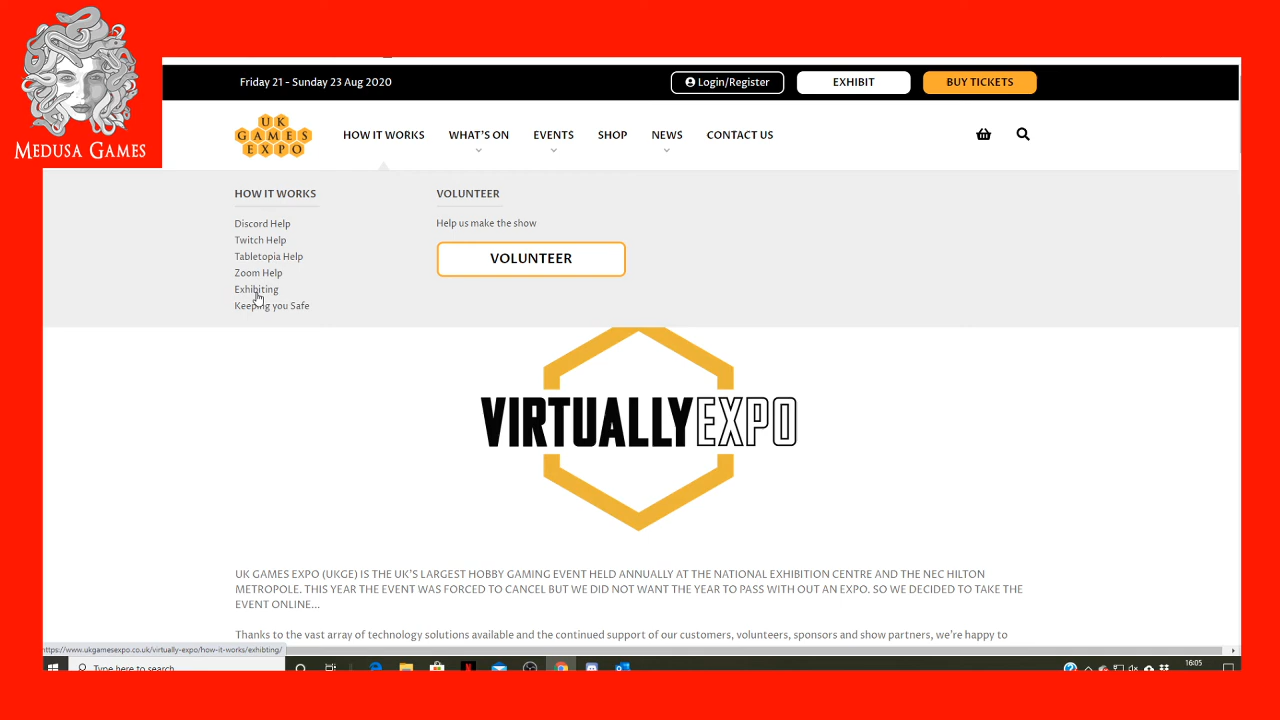 MEDUSA GAMES
Friday 21 - Sunday 23 Aug 2020
Login/Register
EXHIBIT
BUY TICKETS
UK GAMES EXPO
HOW IT WORKS
WHAT'S ON
EVENTS
SHOP
NEWS
CONTACT US
HOW IT WORKS
Discord Help
Twitch Help
Tabletopia Help
Zoom Help
Exhibiting
Keeping you Safe
VOLUNTEER
Help us make the show
VOLUNTEER
VIRTUALLYEXPO
UK GAMES EXPO (UKGE) IS THE UK'S LARGEST HOBBY GAMING EVENT HELD ANNUALLY AT THE NATIONAL EXHIBITION CENTRE AND THE NEC HILTON
METROPOLE. THIS YEAR THE EVENT WAS FORCED TO CANCEL BUT WE DID NOT WANT THE YEAR TO PASS WITH OUT AN EXPO. SO WE DECIDED TO TAKE THE
EVENT ONLINE...
Thanks to the vast array of technology solutions available and the continued support of our customers, volunteers, sponsors and show partners, we're happy to
https://www.ukgamesexpo.co.uk/virtually-expo/how-it-works/exhibting/
Type here to search
16:05